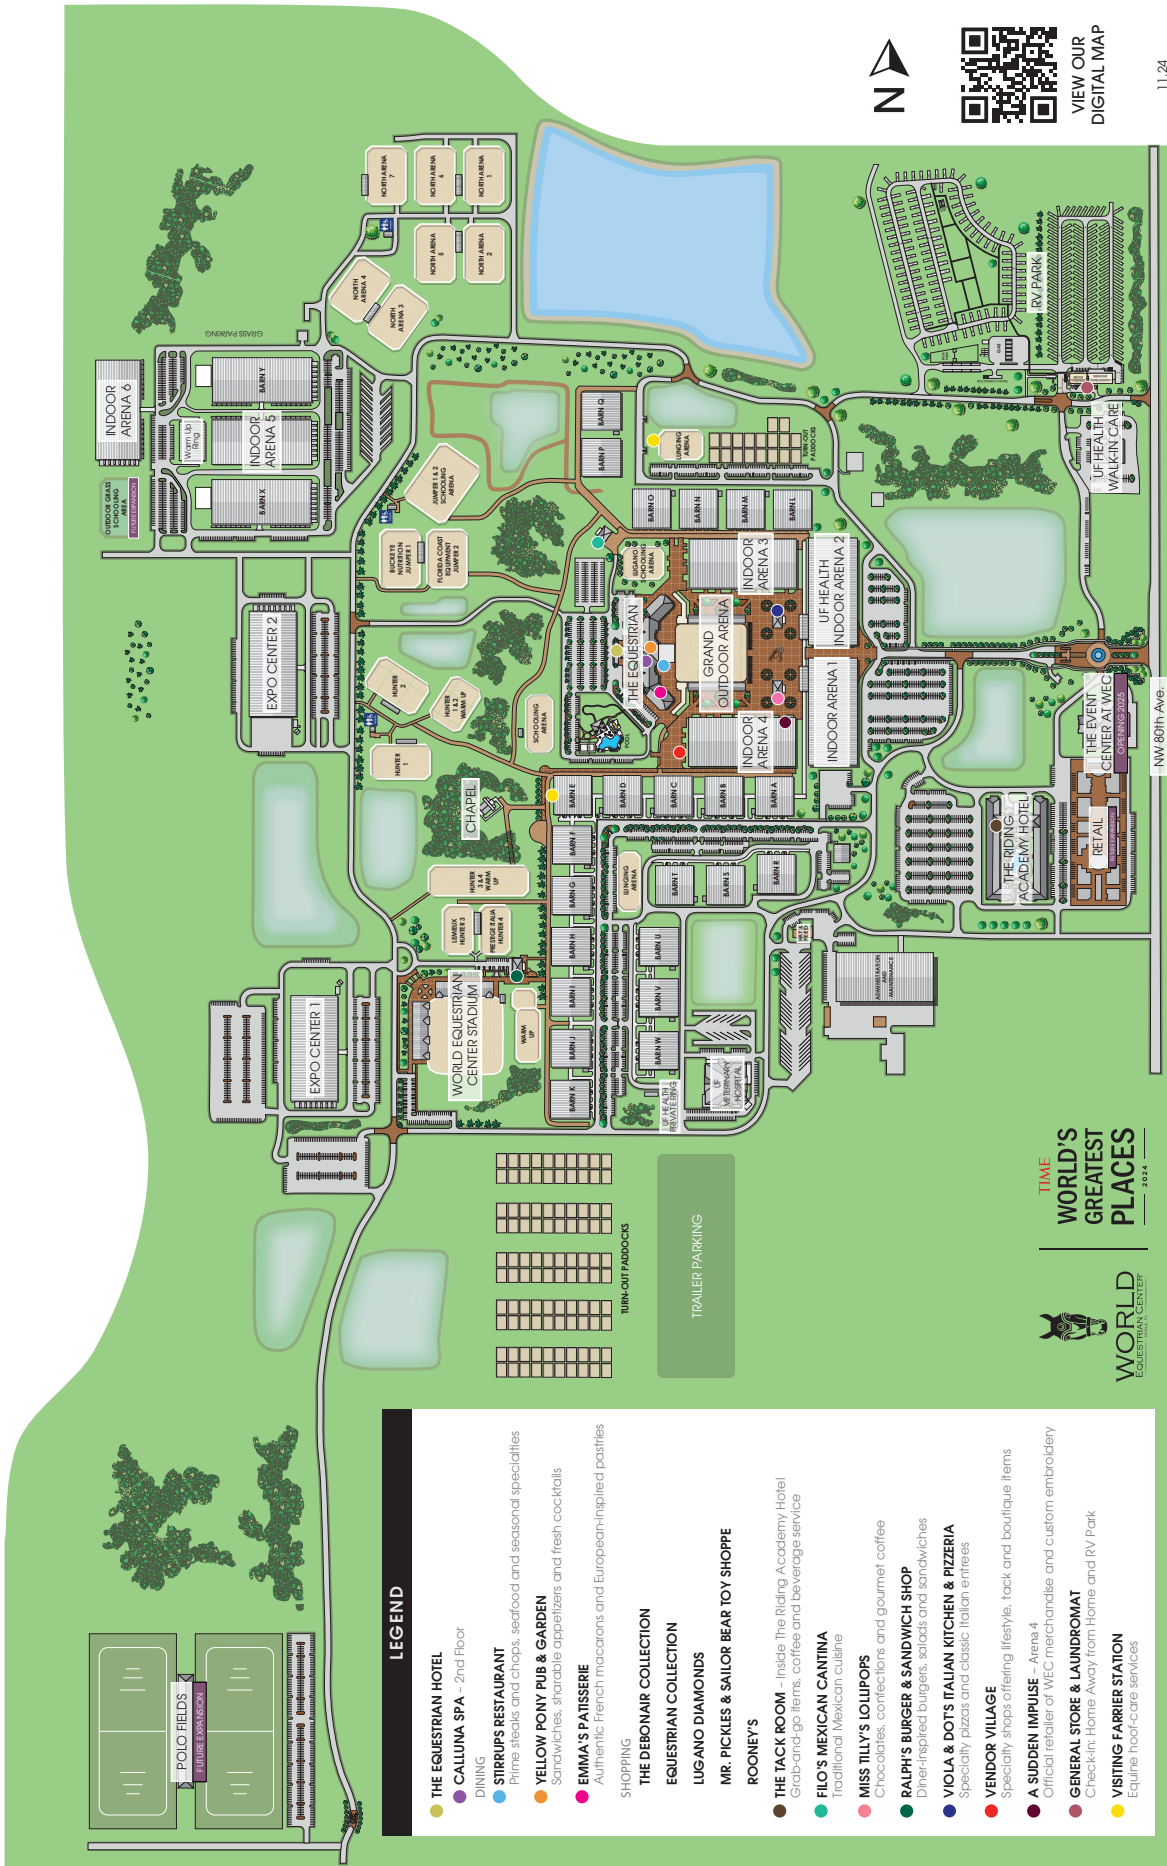 N
VIEW OUR
DIGITAL MAP
11.24
INDOOR
ARENA 6
OUTDOOR GRASS
SCHOOLING
AREA
FUTURE EXPANSION
Warm Up
Ring
GRASS PARKING
BARN Y
INDOOR
ARENA 5
BARN X
NORTH ARENA
7
NORTH ARENA
6
NORTH ARENA
1
NORTH ARENA
5
NORTH ARENA
2
NORTH
ARENA 4
NORTH
ARENA 3
JUMPER 1 & 2
SCHOOLING
ARENA
BUCKEYE
NUTRITION
JUMPER 1
FLORIDA COAST
EQUIPMENT
JUMPER 2
EXPO CENTER 2
HUNTER
2
HUNTER
1 & 2
WARM UP
HUNTER
1
SCHOOLING
ARENA
CHAPEL
HUNTER
3 & 4
WARM
UP
LEMIEUX
HUNTER 3
PRESTIGE ITALIA
HUNTER 4
EXPO CENTER 1
WORLD EQUESTRIAN
CENTER STADIUM
WARM
UP
BARN Q
BARN P
BARN O
BARN N
BARN M
BARN L
LUNGING
ARENA
TURN-OUT
PADDOCKS
LUGANO
SCHOOLING
ARENA
THE EQUESTRIAN
POOL
GRAND
OUTDOOR ARENA
INDOOR
ARENA 3
UF HEALTH
INDOOR ARENA 2
INDOOR ARENA 1
INDOOR
ARENA 4
BARN E
BARN D
BARN C
BARN B
BARN A
BARN F
BARN G
BARN H
BARN I
BARN J
BARN K
LUNGING
ARENA
BARN T
BARN S
BARN R
BARN U
BARN V
BARN W
UF HEALTH
PRIVATE RING
UF
VETERINARY
HOSPITAL
HAY &
FEED
ADMINISTRATION
AND
MAINTENANCE
RV PARK
GAS
UF HEALTH
WALK-IN CARE
THE EVENT
CENTER AT WEC
OPENING 2025
NW 80th Ave.
THE RIDING
ACADEMY HOTEL
RETAIL
FUTURE EXPANSION
TURN-OUT PADDOCKS
TRAILER PARKING
POLO FIELDS
FUTURE EXPANSION
TIME
WORLD'S
GREATEST
PLACES
2024
WORLD
EQUESTRIAN CENTER
LEGEND
THE EQUESTRIAN HOTEL
CALLUNA SPA – 2nd Floor
DINING
STIRRUPS RESTAURANT
Prime steaks and chops, seafood and seasonal specialties
YELLOW PONY PUB & GARDEN
Sandwiches, sharable appetizers and fresh cocktails
EMMA'S PATISSERIE
Authentic French macarons and European-inspired pastries
SHOPPING
THE DEBONAIR COLLECTION
EQUESTRIAN COLLECTION
LUGANO DIAMONDS
MR. PICKLES & SAILOR BEAR TOY SHOPPE
ROONEY'S
THE TACK ROOM – Inside The Riding Academy Hotel
Grab-and-go items, coffee and beverage service
FILO'S MEXICAN CANTINA
Traditional Mexican cuisine
MISS TILLY'S LOLLIPOPS
Chocolates, confections and gourmet coffee
RALPH'S BURGER & SANDWICH SHOP
Diner-inspired burgers, salads and sandwiches
VIOLA & DOT'S ITALIAN KITCHEN & PIZZERIA
Specialty pizzas and classic Italian entrees
VENDOR VILLAGE
Specialty shops offering lifestyle, tack and boutique items
A SUDDEN IMPULSE – Arena 4
Official retailer of WEC merchandise and custom embroidery
GENERAL STORE & LAUNDROMAT
Check-in: Home Away from Home and RV Park
VISITING FARRIER STATION
Equine hoof-care services